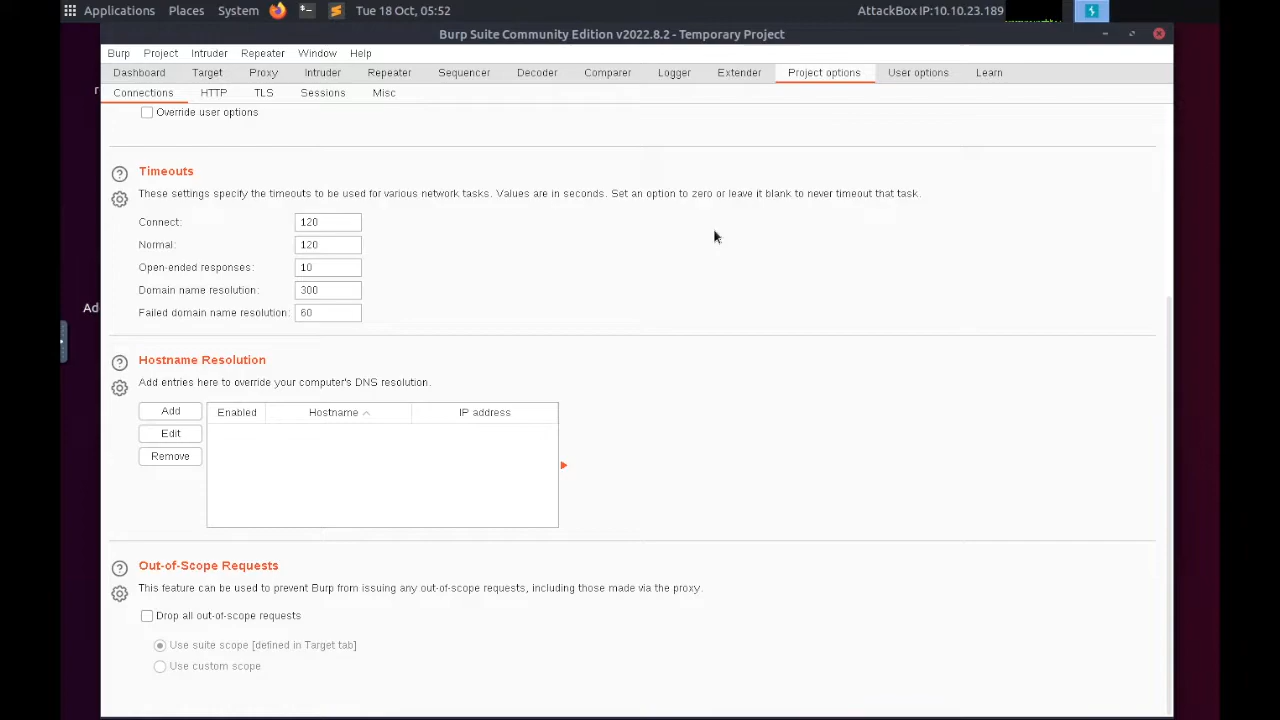 Applications Places System Tue 18 Oct, 05:52 AttackBox IP:10.10.23.189
Burp Suite Community Edition v2022.8.2 - Temporary Project
Burp Project Intruder Repeater Window Help
Dashboard Target Proxy Intruder Repeater Sequencer Decoder Comparer Logger Extender Project options User options Learn
Connections HTTP TLS Sessions Misc
Override user options
Timeouts
These settings specify the timeouts to be used for various network tasks. Values are in seconds. Set an option to zero or leave it blank to never timeout that task.
Connect: 120
Normal: 120
Open-ended responses: 10
Domain name resolution: 300
Failed domain name resolution: 60
Hostname Resolution
Add entries here to override your computer's DNS resolution.
Add Enabled Hostname IP address
Edit
Remove
Out-of-Scope Requests
This feature can be used to prevent Burp from issuing any out-of-scope requests, including those made via the proxy.
Drop all out-of-scope requests
Use suite scope [defined in Target tab]
Use custom scope